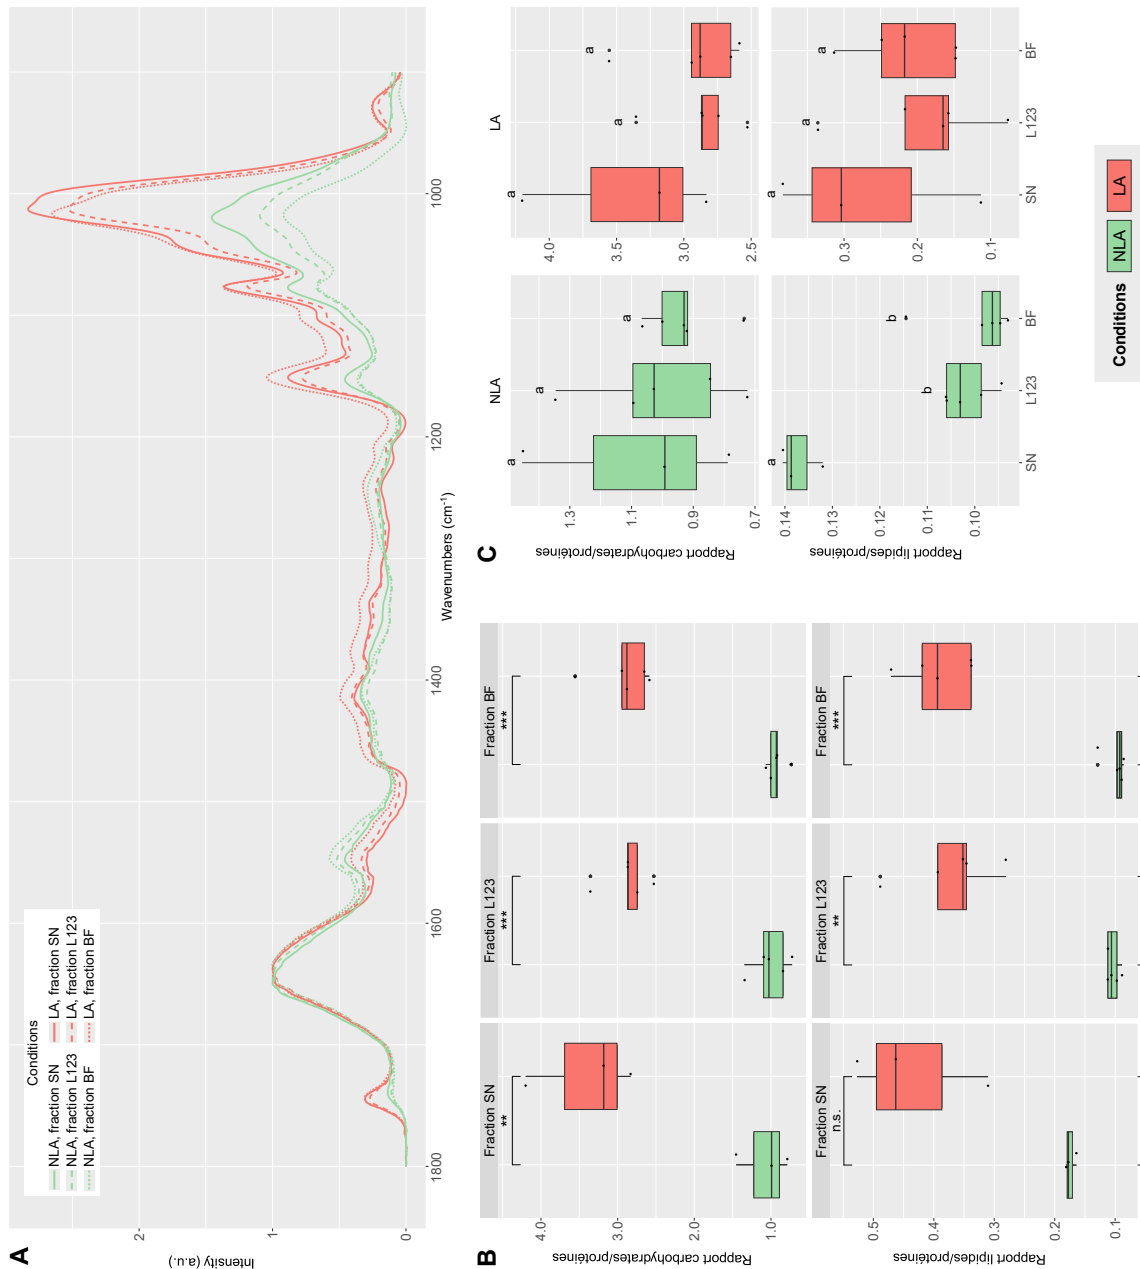 A
Conditions
NLA, fraction SN
LA, fraction SN
NLA, fraction L123
LA, fraction L123
NLA, fraction BF
LA, fraction BF
Intensity (a.u.)
2
1
0
1800
1600
1400
1200
1000
Wavenumbers (cm⁻¹)
B
Fraction SN
Fraction L123
Fraction BF
**
***
***
Rapport carbohydrates/protéines
4.0
3.0
2.0
1.0
Fraction SN
Fraction L123
Fraction BF
n.s.
**
***
Rapport lipides/protéines
0.5
0.4
0.3
0.2
0.1
C
NLA
LA
Rapport carbohydrates/protéines
1.3
1.1
0.9
0.7
a
a
a
4.0
3.5
3.0
2.5
a
a
a
Rapport lipides/protéines
0.14
0.13
0.12
0.11
0.10
a
b
b
0.3
0.2
0.1
a
a
a
SN
L123
BF
SN
L123
BF
Conditions
NLA
LA